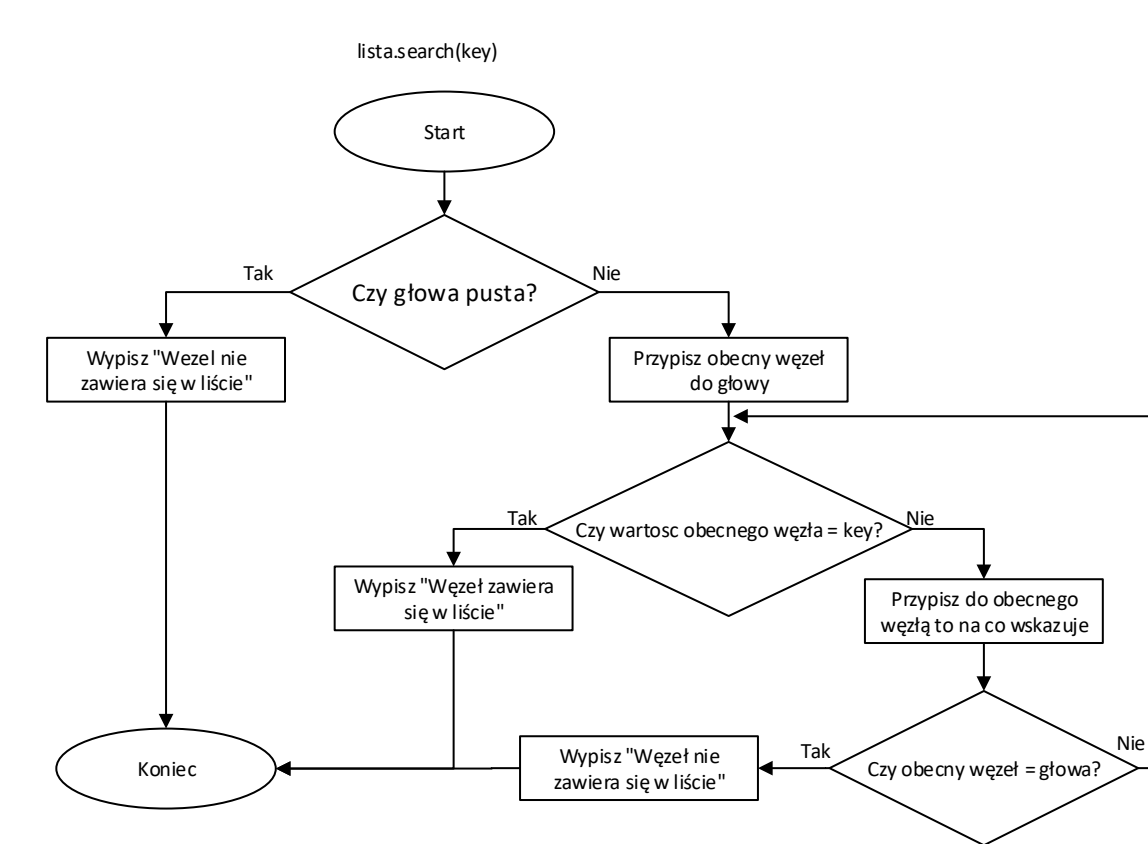 lista.search(key)
Start
Czy głowa pusta?
Tak
Nie
Wypisz "Wezel nie
zawiera się w liście"
Przypisz obecny węzeł
do głowy
Czy wartosc obecnego węzła = key?
Tak
Nie
Wypisz "Węzeł zawiera
się w liście"
Przypisz do obecnego
węzłą to na co wskazuje
Czy obecny węzeł = głowa?
Tak
Nie
Wypisz "Węzeł nie
zawiera się w liście"
Koniec